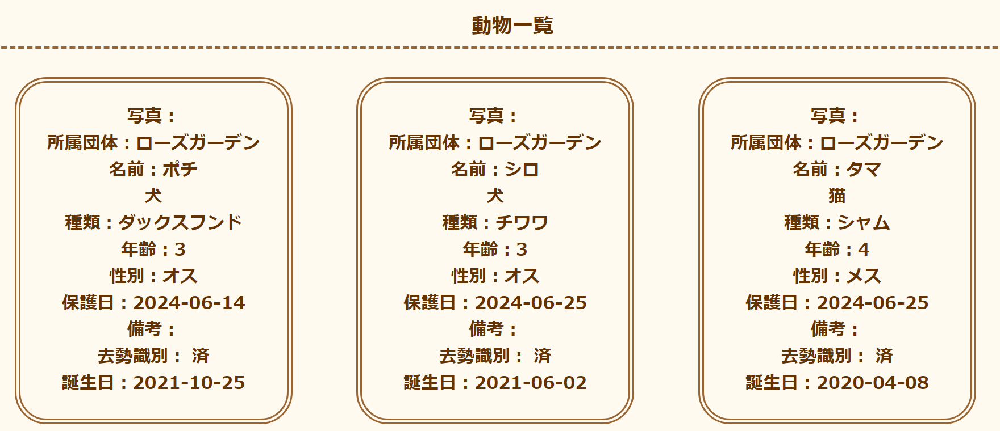 動物一覧
写真：
所属団体：ローズガーデン
名前：ポチ
犬
種類：ダックスフンド
年齢：3
性別：オス
保護日：2024-06-14
備考：
去勢識別： 済
誕生日：2021-10-25
写真：
所属団体：ローズガーデン
名前：シロ
犬
種類：チワワ
年齢：3
性別：オス
保護日：2024-06-25
備考：
去勢識別： 済
誕生日：2021-06-02
写真：
所属団体：ローズガーデン
名前：タマ
猫
種類：シャム
年齢：4
性別：メス
保護日：2024-06-25
備考：
去勢識別： 済
誕生日：2020-04-08